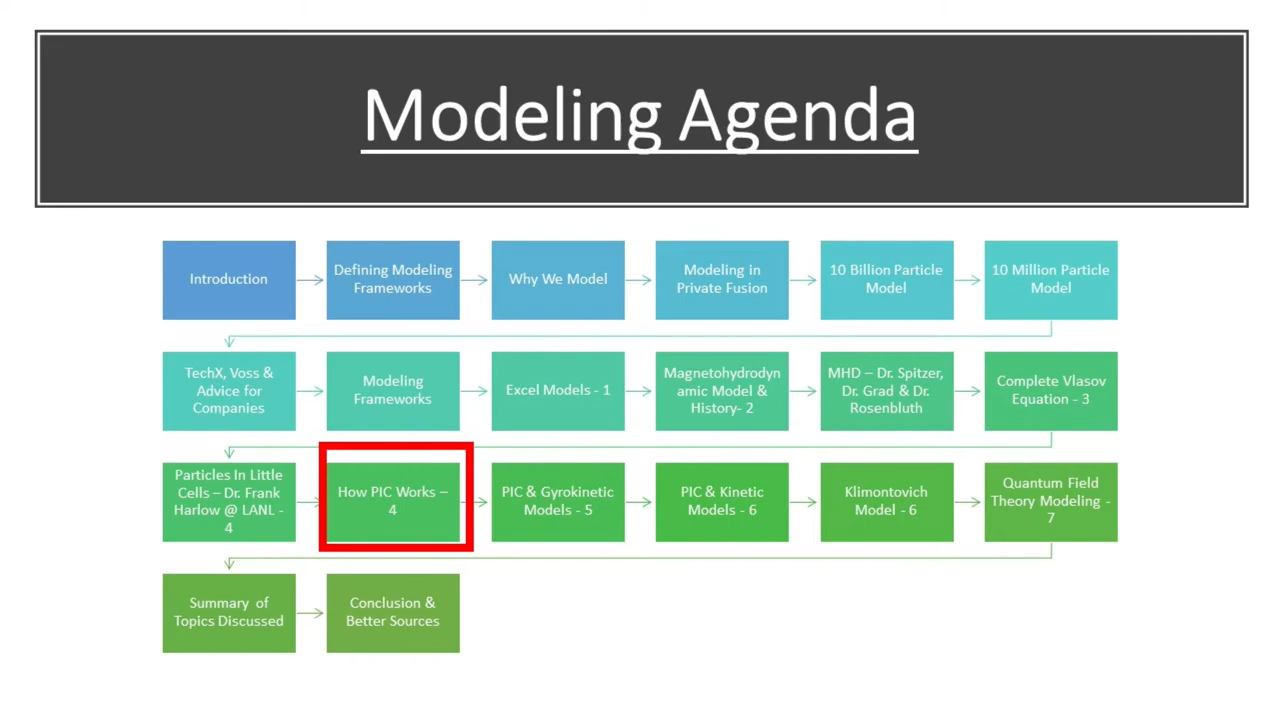 Modeling Agenda
Introduction
Defining Modeling
Frameworks
Why We Model
Modeling in
Private Fusion
10 Billion Particle
Model
10 Million Particle
Model
TechX, Voss &
Advice for
Companies
Modeling
Frameworks
Excel Models - 1
Magnetohydrodyn
amic Model &
History- 2
MHD – Dr. Spitzer,
Dr. Grad & Dr.
Rosenbluth
Complete Vlasov
Equation - 3
Particles In Little
Cells – Dr. Frank
Harlow @ LANL -
4
How PIC Works –
4
PIC & Gyrokinetic
Models - 5
PIC & Kinetic
Models - 6
Klimontovich
Model - 6
Quantum Field
Theory Modeling -
7
Summary of
Topics Discussed
Conclusion &
Better Sources